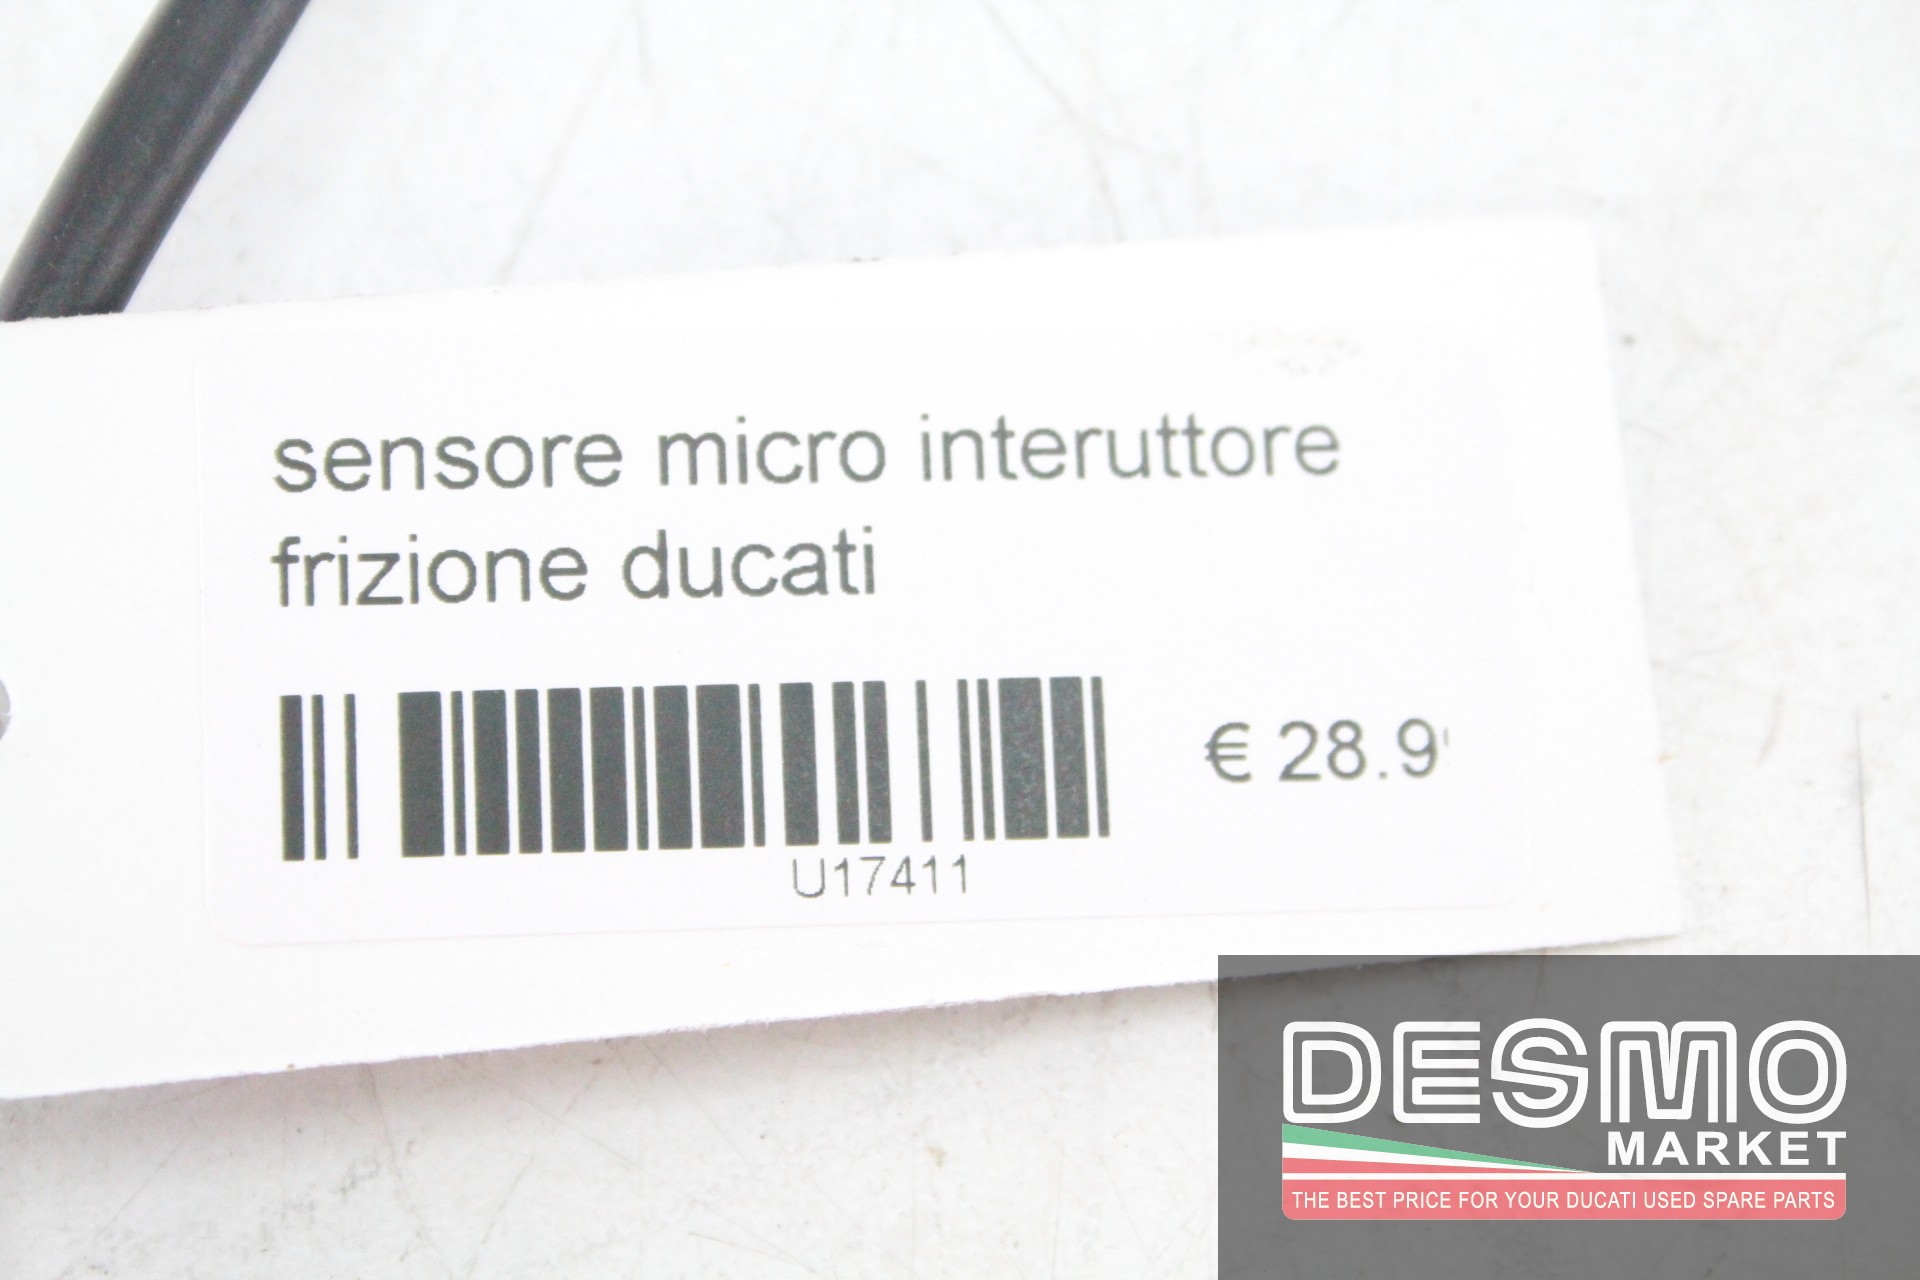 sensore micro interuttore
frizione ducati
€ 28.9
U17411
DESMO
MARKET
THE BEST PRICE FOR YOUR DUCATI USED SPARE PARTS